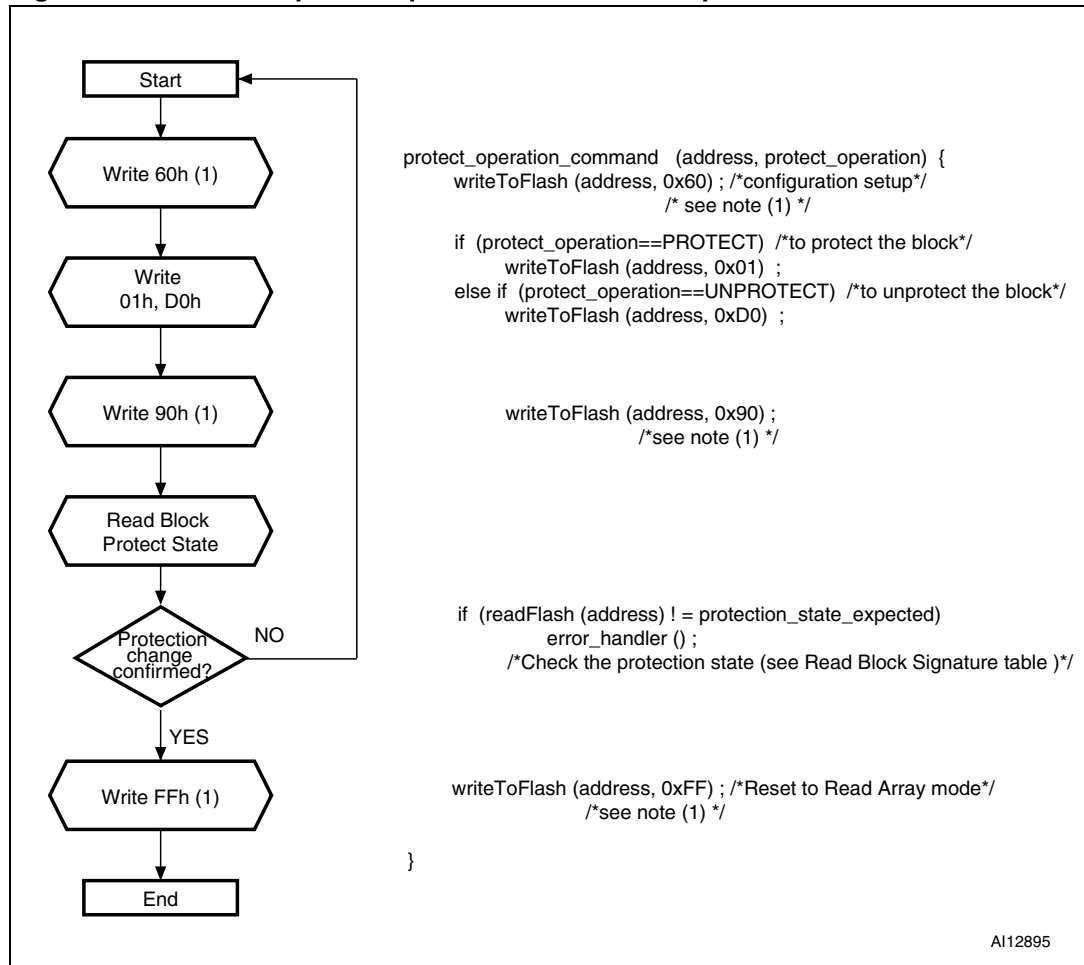 Start
Write 60h (1)
Write
01h, D0h
Write 90h (1)
Read Block
Protect State
Protection
change
confirmed?
NO
YES
Write FFh (1)
End
protect_operation_command (address, protect_operation) {
writeToFlash (address, 0x60) ; /*configuration setup*/
/* see note (1) */
if (protect_operation==PROTECT) /*to protect the block*/
writeToFlash (address, 0x01) ;
else if (protect_operation==UNPROTECT) /*to unprotect the block*/
writeToFlash (address, 0xD0) ;
writeToFlash (address, 0x90) ;
/*see note (1) */
if (readFlash (address) ! = protection_state_expected)
error_handler () ;
/*Check the protection state (see Read Block Signature table )*/
writeToFlash (address, 0xFF) ; /*Reset to Read Array mode*/
/*see note (1) */
}
AI12895